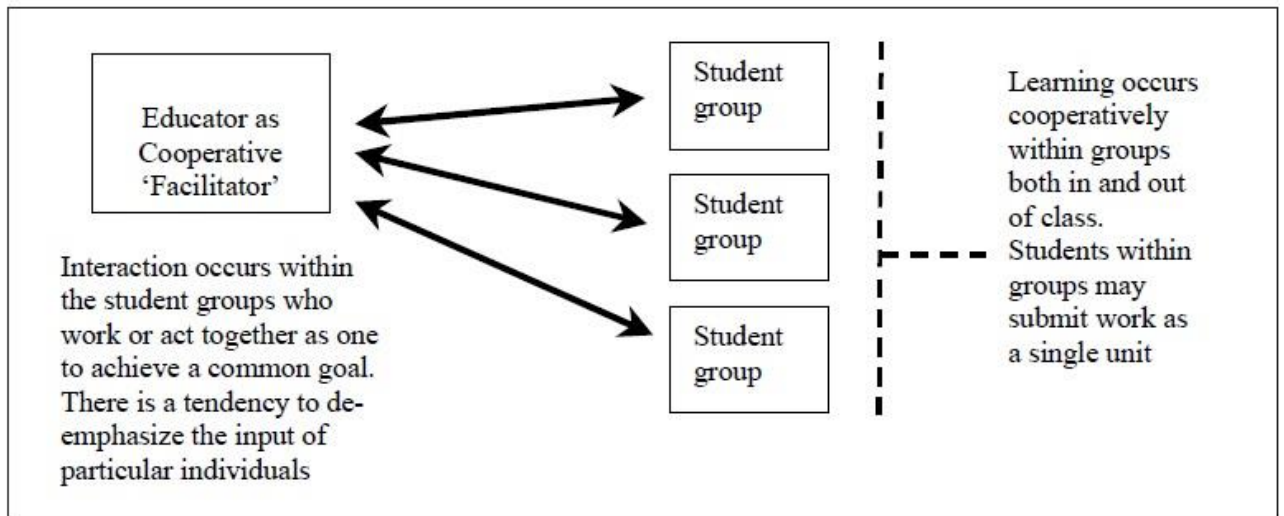 Educator as
Cooperative
‘Facilitator’
Interaction occurs within
the student groups who
work or act together as one
to achieve a common goal.
There is a tendency to de-
emphasize the input of
particular individuals
Student
group
Student
group
Student
group
Learning occurs
cooperatively
within groups
both in and out
of class.
Students within
groups may
submit work as
a single unit